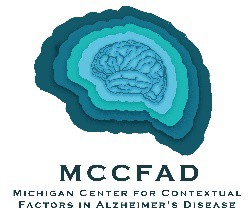 MCCFAD
Michigan Center for Contextual
Factors in Alzheimer's Disease